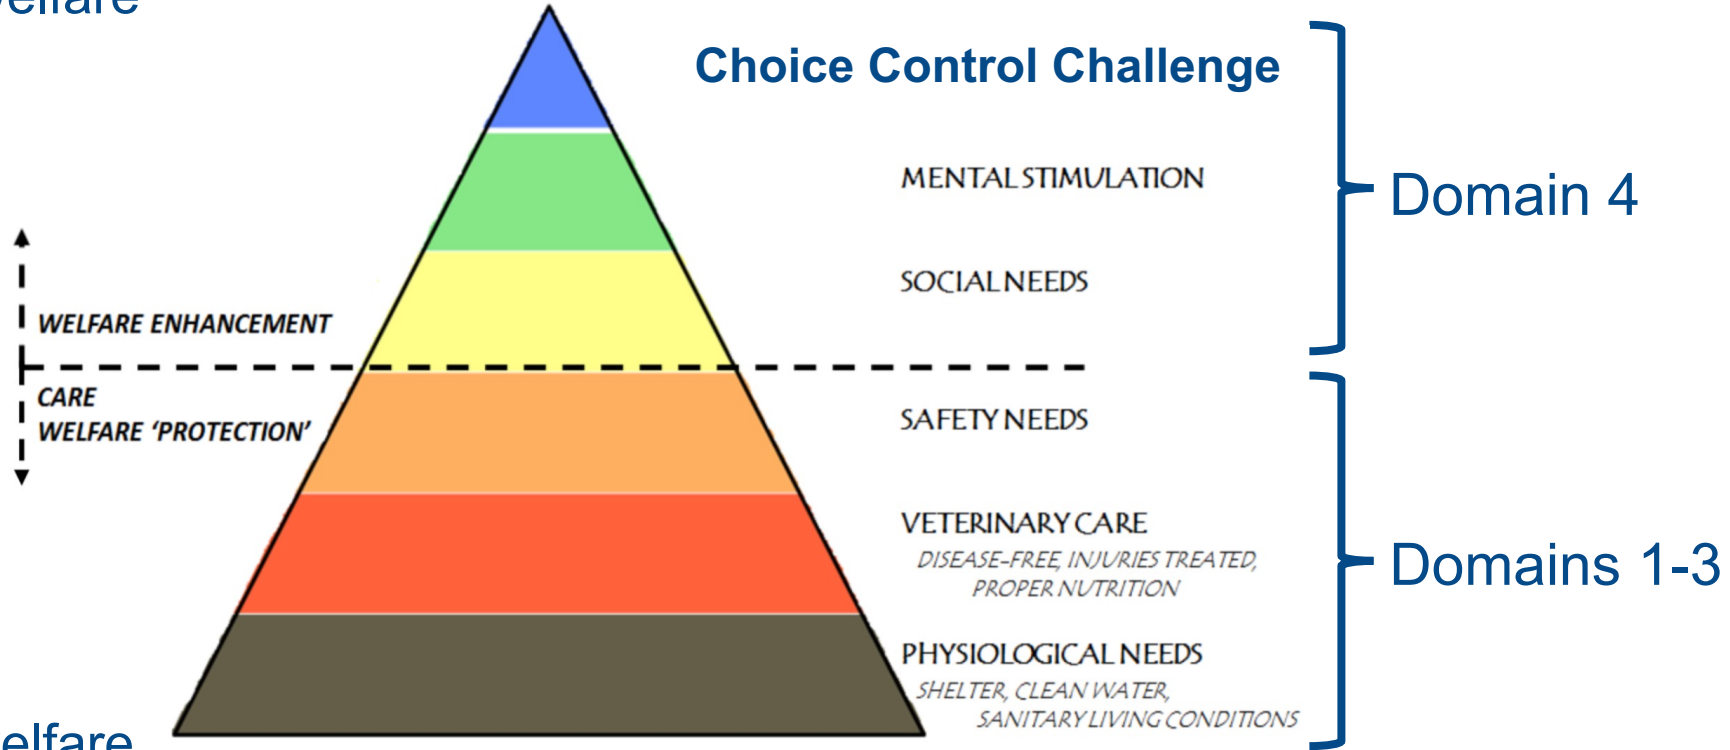 Choice Control Challenge
MENTAL STIMULATION
Domain 4
SOCIAL NEEDS
WELFARE ENHANCEMENT
CARE
WELFARE ‘PROTECTION’
SAFETY NEEDS
VETERINARY CARE
DISEASE-FREE, INJURIES TREATED,
PROPER NUTRITION
Domains 1-3
PHYSIOLOGICAL NEEDS
SHELTER, CLEAN WATER,
SANITARY LIVING CONDITIONS